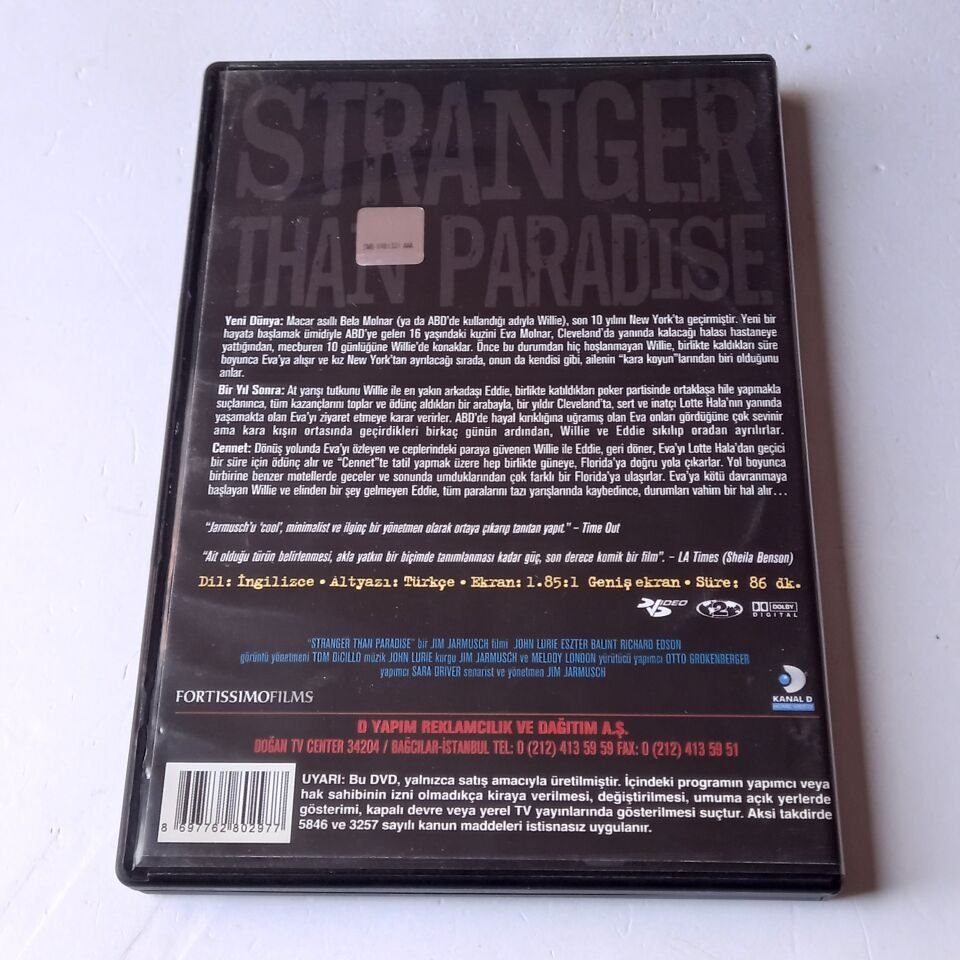 STRANGER
THAN PARADISE
Yeni Dünya: Macar asıllı Bela Molnar (ya da ABD'de kullandığı adıyla Willie), son 10 yılını New York'ta geçirmiştir. Yeni bir
hayata başlamak ümidiyle ABD'ye gelen 16 yaşındaki kuzini Eva Molnar, Cleveland'da yanında kalacağı halası hastaneye
yattığından, mecburen 10 günlüğüne Willie'de konaklar. Önce bu durumdan hiç hoşlanmayan Willie, birlikte kaldıkları süre
boyunca Eva'ya alışır ve kız New York'tan ayrılacağı sırada, onun da kendisi gibi, ailenin "kara koyun"larından biri olduğunu
anlar.
Bir Yıl Sonra: At yarışı tutkunu Willie ile en yakın arkadaşı Eddie, birlikte katıldıkları poker partisinde ortaklaşa hile yapmakla
suçlanınca, tüm kazançlarını toplar ve ödünç aldıkları bir arabayla, bir yıldır Cleveland'ta, sert ve inatçı Lotte Hala'nın yanında
yaşamakta olan Eva'yı ziyaret etmeye karar verirler. ABD'de hayal kırıklığına uğramış olan Eva onları gördüğüne çok sevinir
ama kara kışın ortasında geçirdikleri birkaç günün ardından, Willie ve Eddie sıkılıp oradan ayrılırlar.
Cennet: Dönüş yolunda Eva'yı özleyen ve ceplerindeki paraya güvenen Willie ile Eddie, geri döner, Eva'yı Lotte Hala'dan geçici
bir süre için ödünç alır ve "Cennet"te tatil yapmak üzere hep birlikte güneye, Florida'ya doğru yola çıkarlar. Yol boyunca
birbirine benzer motellerde geceler ve sonunda umduklarından çok farklı bir Florida'ya ulaşırlar. Eva'ya kötü davranmaya
başlayan Willie ve elinden bir şey gelmeyen Eddie, tüm paralarını tazı yarışlarında kaybedince, durumları vahim bir hal alır...
"Jarmusch'u 'cool', minimalist ve ilginç bir yönetmen olarak ortaya çıkarıp tanıtan yapıt." – Time Out
"Ait olduğu türün belirlenmesi, akla yatkın bir biçimde tanımlanması kadar güç, son derece komik bir film". – LA Times (Sheila Benson)
Dil: İngilizce • Altyazı: Türkçe • Ekran: 1.85:1 Geniş ekran • Süre: 86 dk.
DVD VIDEO 2 DOLBY DIGITAL
"STRANGER THAN PARADISE" bir JIM JARMUSCH filmi JOHN LURIE ESZTER BALINT RICHARD EDSON
görüntü yönetmeni TOM DiCILLO müzik JOHN LURIE kurgu JIM JARMUSCH ve MELODY LONDON yürütücü yapımcı OTTO GROKENBERGER
yapımcı SARA DRIVER senarist ve yönetmen JIM JARMUSCH
FORTISSIMOFILMS
KANAL D
HOME VIDEO
D YAPIM REKLAMCILIK VE DAĞITIM A.Ş.
DOĞAN TV CENTER 34204 / BAĞCILAR-İSTANBUL TEL: 0 (212) 413 59 59 FAX: 0 (212) 413 59 51
UYARI: Bu DVD, yalnızca satış amacıyla üretilmiştir. İçindeki programın yapımcı veya
hak sahibinin izni olmadıkça kiraya verilmesi, değiştirilmesi, umuma açık yerlerde
gösterimi, kapalı devre veya yerel TV yayınlarında gösterilmesi suçtur. Aksi takdirde
5846 ve 3257 sayılı kanun maddeleri istisnasız uygulanır.
8 697762 802977